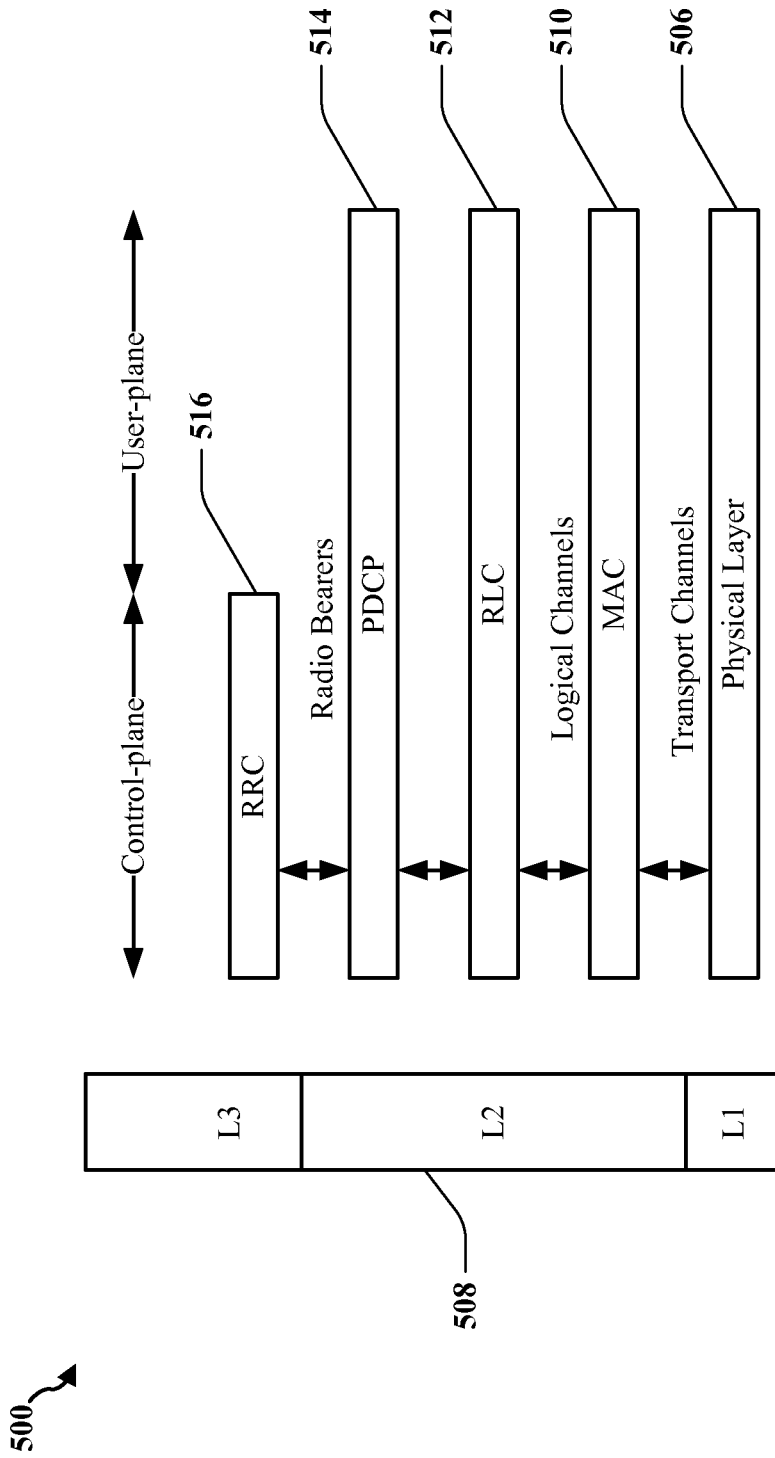 500
Control-plane
User-plane
516
RRC
L3
Radio Bearers
514
PDCP
512
RLC
L2
508
Logical Channels
510
MAC
Transport Channels
506
Physical Layer
L1